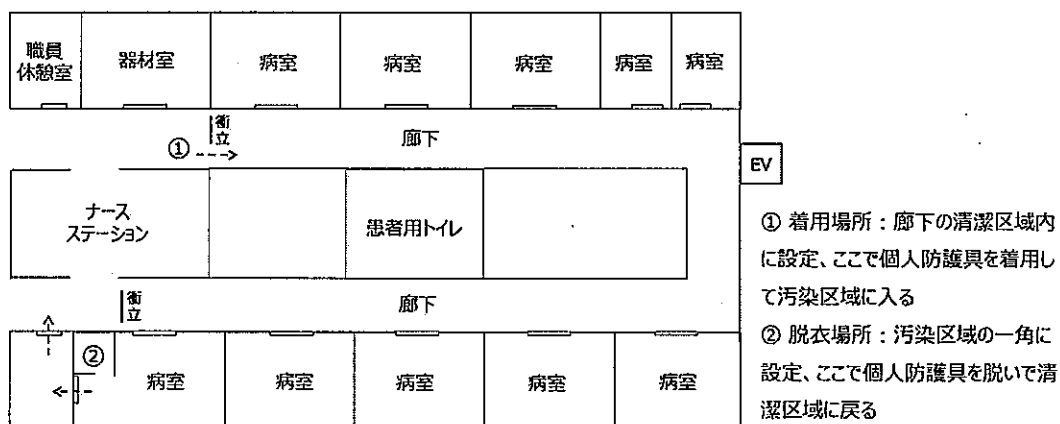 職員
休憩室
器材室
病室
病室
病室
病室
病室
衝立
①
廊下
EV
ナース
ステーション
患者用トイレ
衝立
廊下
②
病室
病室
病室
病室
病室
① 着用場所：廊下の清潔区域内
に設定、ここで個人防護具を着用し
て汚染区域に入る
② 脱衣場所：汚染区域の一角に
設定、ここで個人防護具を脱いで清
潔区域に戻る